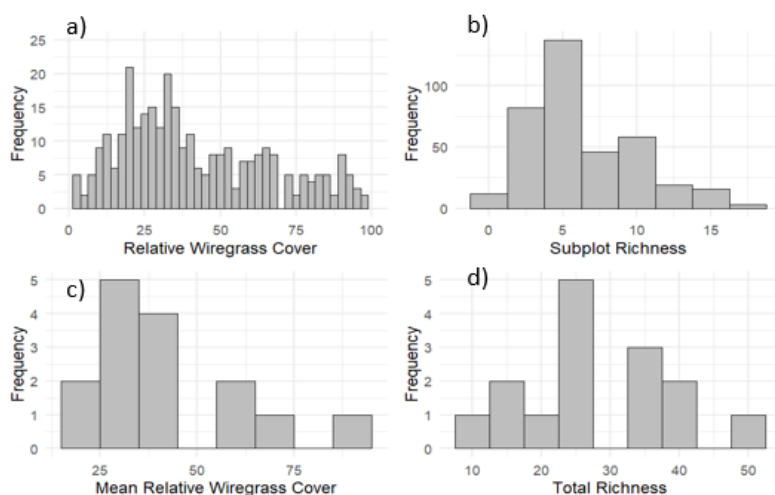 a)
25
20
15
10
5
0
Frequency
0 25 50 75 100
Relative Wiregrass Cover
b)
100
50
0
Frequency
0 5 10 15
Subplot Richness
c)
5
4
3
2
1
0
Frequency
25 50 75
Mean Relative Wiregrass Cover
d)
5
4
3
2
1
0
Frequency
10 20 30 40 50
Total Richness